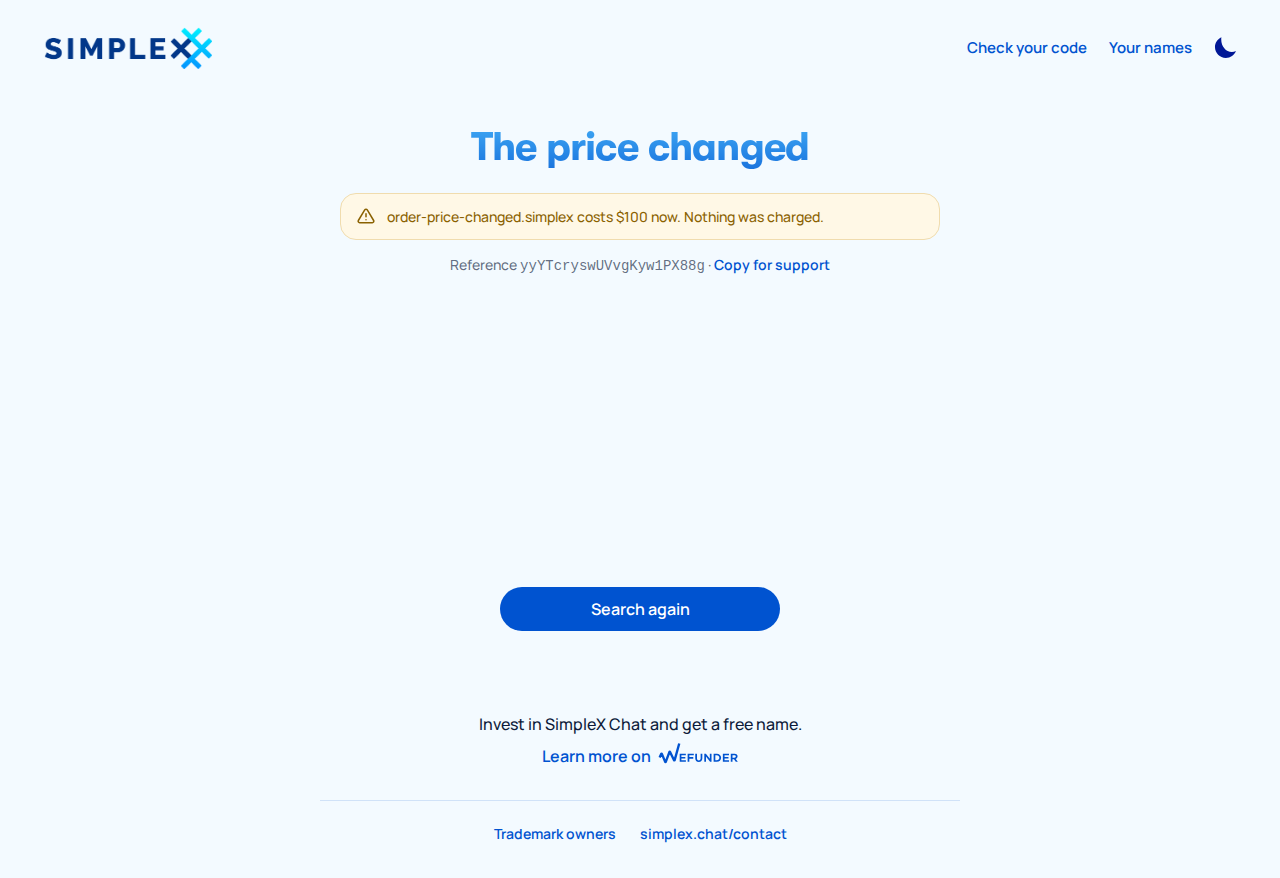 SIMPLEX
Check your code
Your names
The price changed
order-price-changed.simplex costs $100 now. Nothing was charged.
Reference yyYTcryswUVvgKyw1PX88g · Copy for support
Search again
Invest in SimpleX Chat and get a free name.
Learn more on WEFUNDER
Trademark owners
simplex.chat/contact